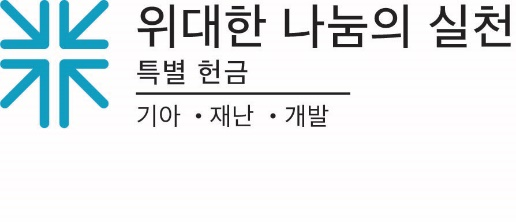 위대한 나눔의 실천
특별 헌금
기아 • 재난 • 개발